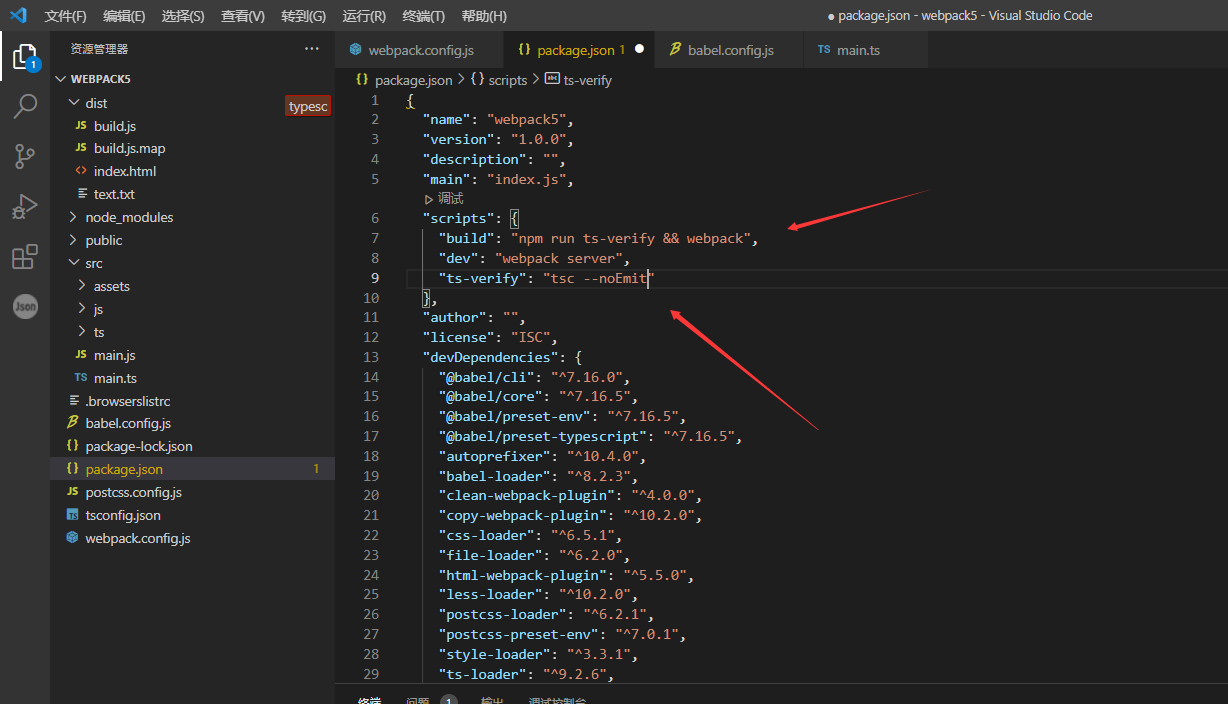 文件(F) 编辑(E) 选择(S) 查看(V) 转到(G) 运行(R) 终端(T) 帮助(H) ● package.json - webpack5 - Visual Studio Code
资源管理器 ···
1
WEBPACK5
dist
typesc
JS build.js
JS build.js.map
<> index.html
text.txt
node_modules
public
src
assets
js
ts
JS main.js
TS main.ts
.browserslistrc
babel.config.js
{} package-lock.json
{} package.json 1
JS postcss.config.js
TS tsconfig.json
webpack.config.js
Json
webpack.config.js {} package.json 1 ● babel.config.js TS main.ts
{} package.json > {} scripts > abc ts-verify
1 {
2 "name": "webpack5",
3 "version": "1.0.0",
4 "description": "",
5 "main": "index.js",
▷ 调试
6 "scripts": {
7 "build": "npm run ts-verify && webpack",
8 "dev": "webpack server",
9 "ts-verify": "tsc --noEmit"
10 },
11 "author": "",
12 "license": "ISC",
13 "devDependencies": {
14 "@babel/cli": "^7.16.0",
15 "@babel/core": "^7.16.5",
16 "@babel/preset-env": "^7.16.5",
17 "@babel/preset-typescript": "^7.16.5",
18 "autoprefixer": "^10.4.0",
19 "babel-loader": "^8.2.3",
20 "clean-webpack-plugin": "^4.0.0",
21 "copy-webpack-plugin": "^10.2.0",
22 "css-loader": "^6.5.1",
23 "file-loader": "^6.2.0",
24 "html-webpack-plugin": "^5.5.0",
25 "less-loader": "^10.2.0",
26 "postcss-loader": "^6.2.1",
27 "postcss-preset-env": "^7.0.1",
28 "style-loader": "^3.3.1",
29 "ts-loader": "^9.2.6",
终端 问题 1 输出 调试控制台